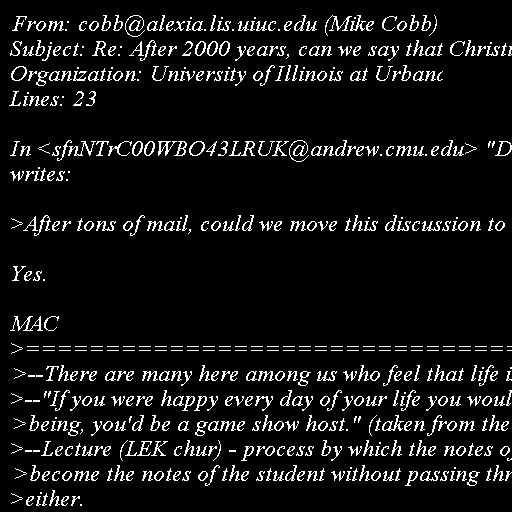 From: cobb@alexia.lis.uiuc.edu (Mike Cobb)
Subject: Re: After 2000 years, can we say that Christi
Organization: University of Illinois at Urbana
Lines: 23

In <sfnNTrC00WBO43LRUK@andrew.cmu.edu> "D
writes:

>After tons of mail, could we move this discussion to

Yes.

MAC
>===============================
>--There are many here among us who feel that life is
>--"If you were happy every day of your life you woul
>being, you'd be a game show host." (taken from the
>--Lecture (LEK chur) - process by which the notes of
>become the notes of the student without passing thr
>either.